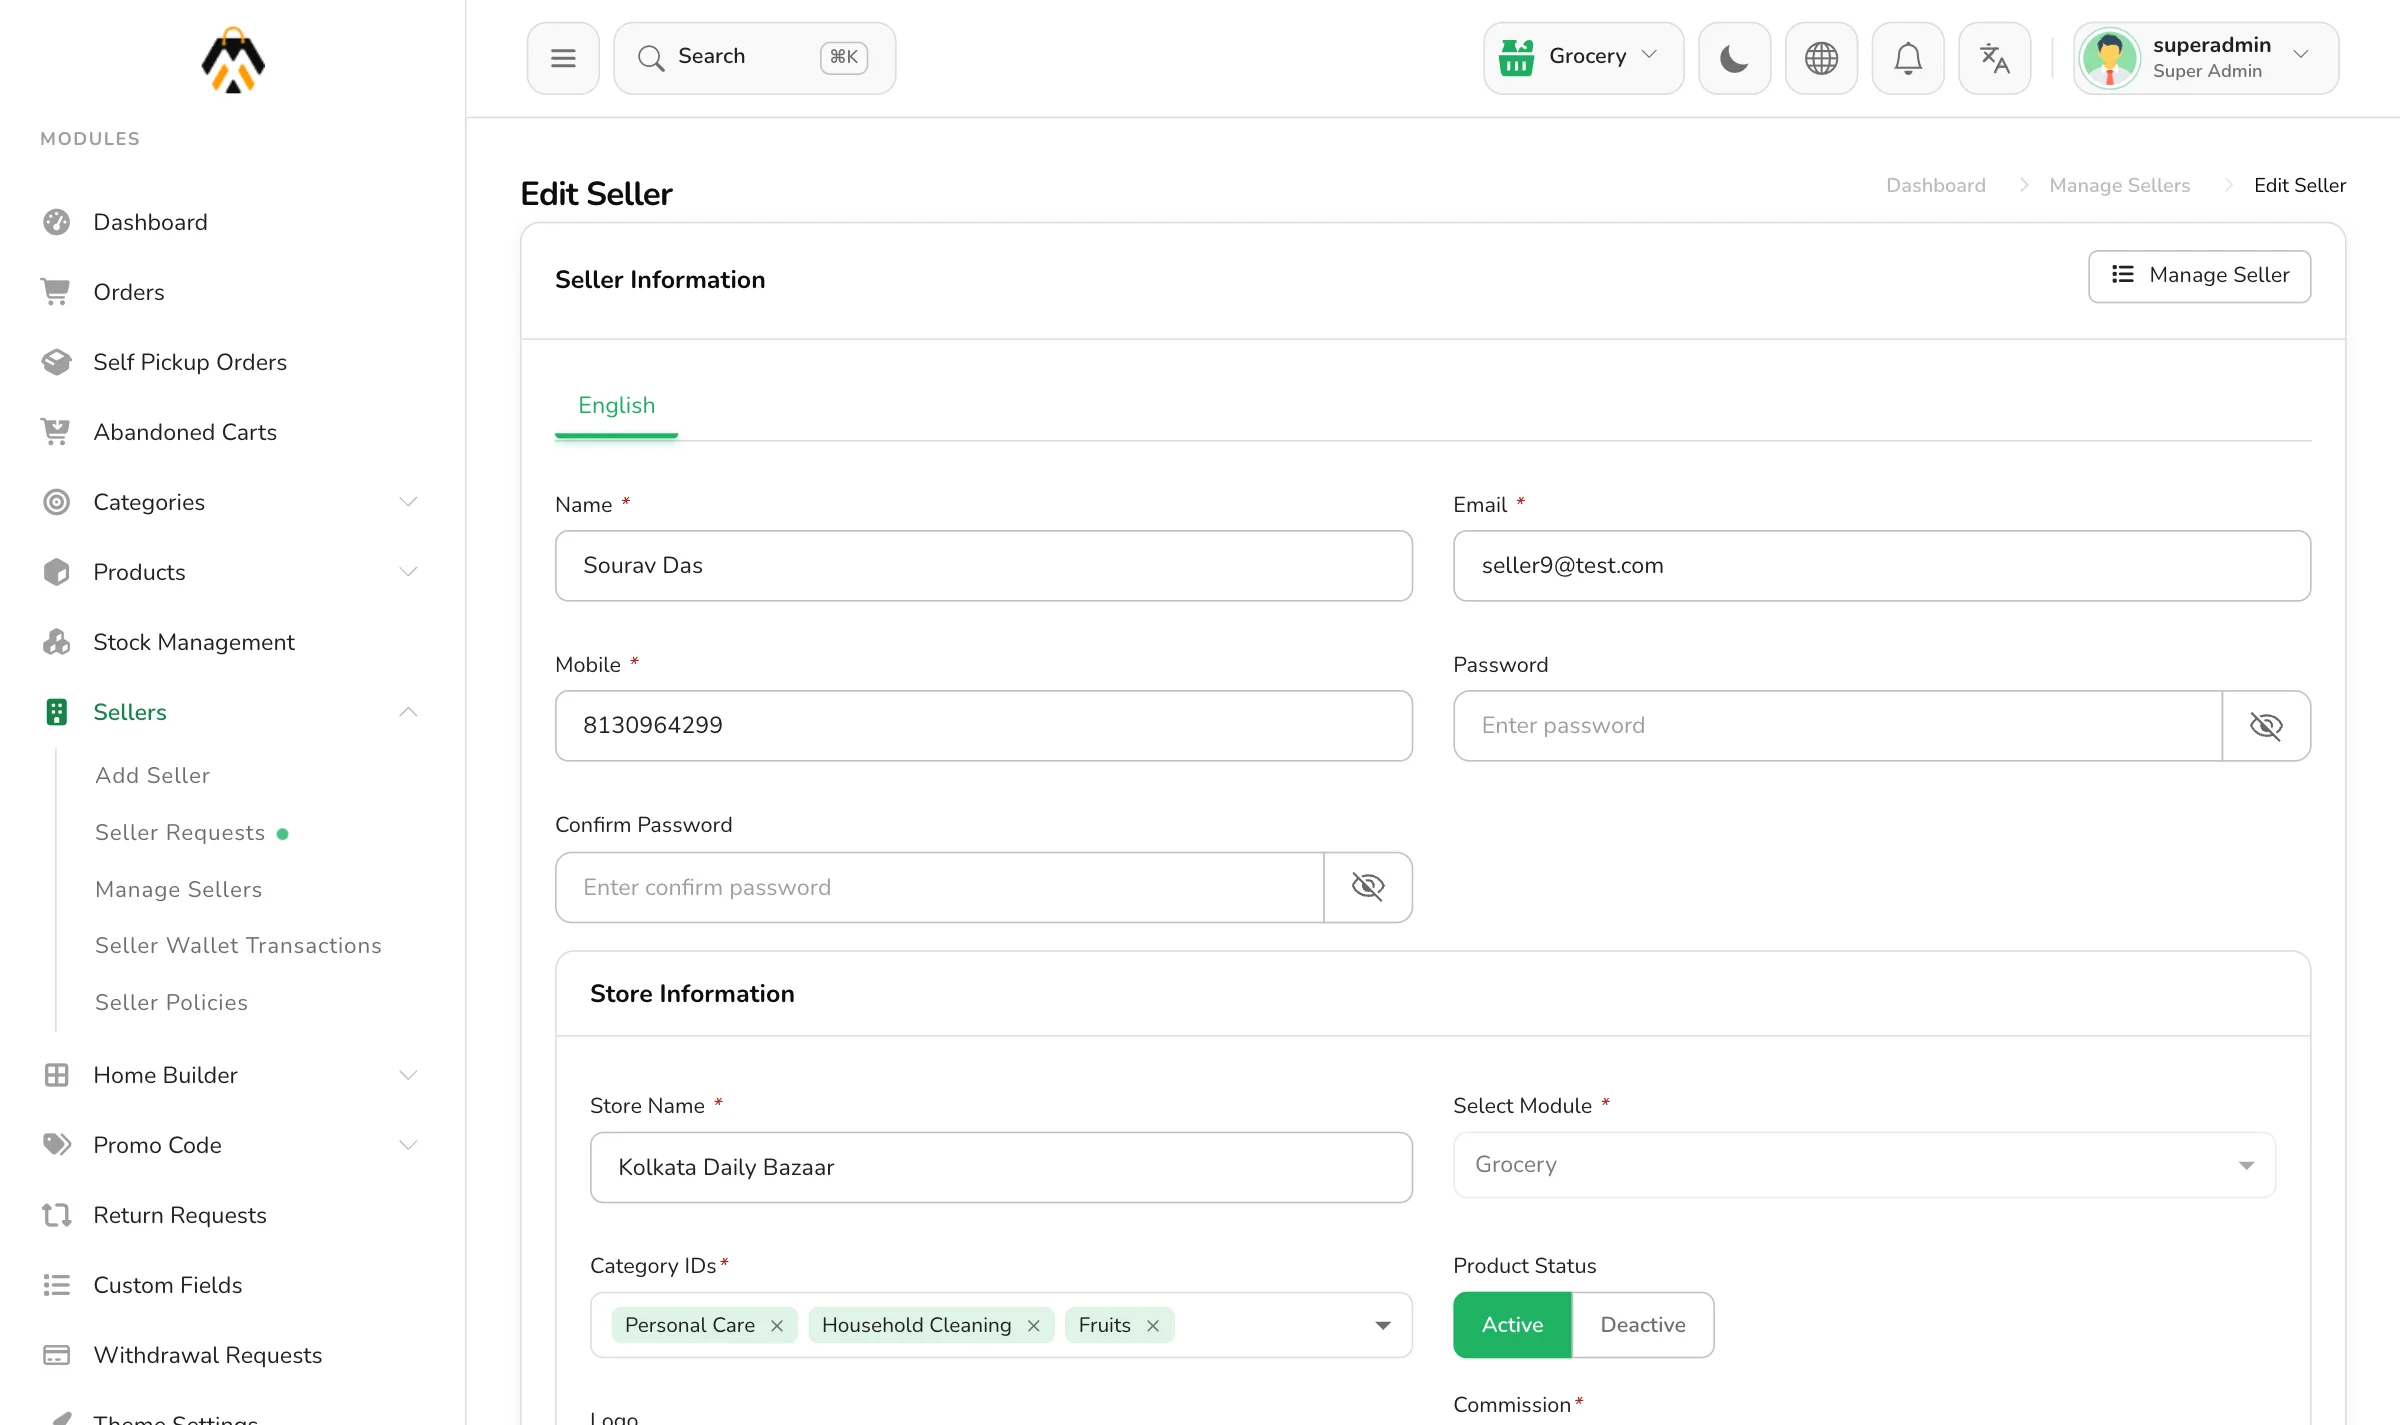 MODULES
Dashboard
Orders
Self Pickup Orders
Abandoned Carts
Categories
Products
Stock Management
Sellers
Add Seller
Seller Requests
Manage Sellers
Seller Wallet Transactions
Seller Policies
Home Builder
Promo Code
Return Requests
Custom Fields
Withdrawal Requests
Theme Settings
Search ⌘K
Grocery
superadmin
Super Admin
Edit Seller
Dashboard > Manage Sellers > Edit Seller
Seller Information
Manage Seller
English
Name *
Sourav Das
Email *
seller9@test.com
Mobile *
8130964299
Password
Enter password
Confirm Password
Enter confirm password
Store Information
Store Name *
Kolkata Daily Bazaar
Select Module *
Grocery
Category IDs*
Personal Care × Household Cleaning × Fruits ×
Product Status
Active Deactive
Logo
Commission*